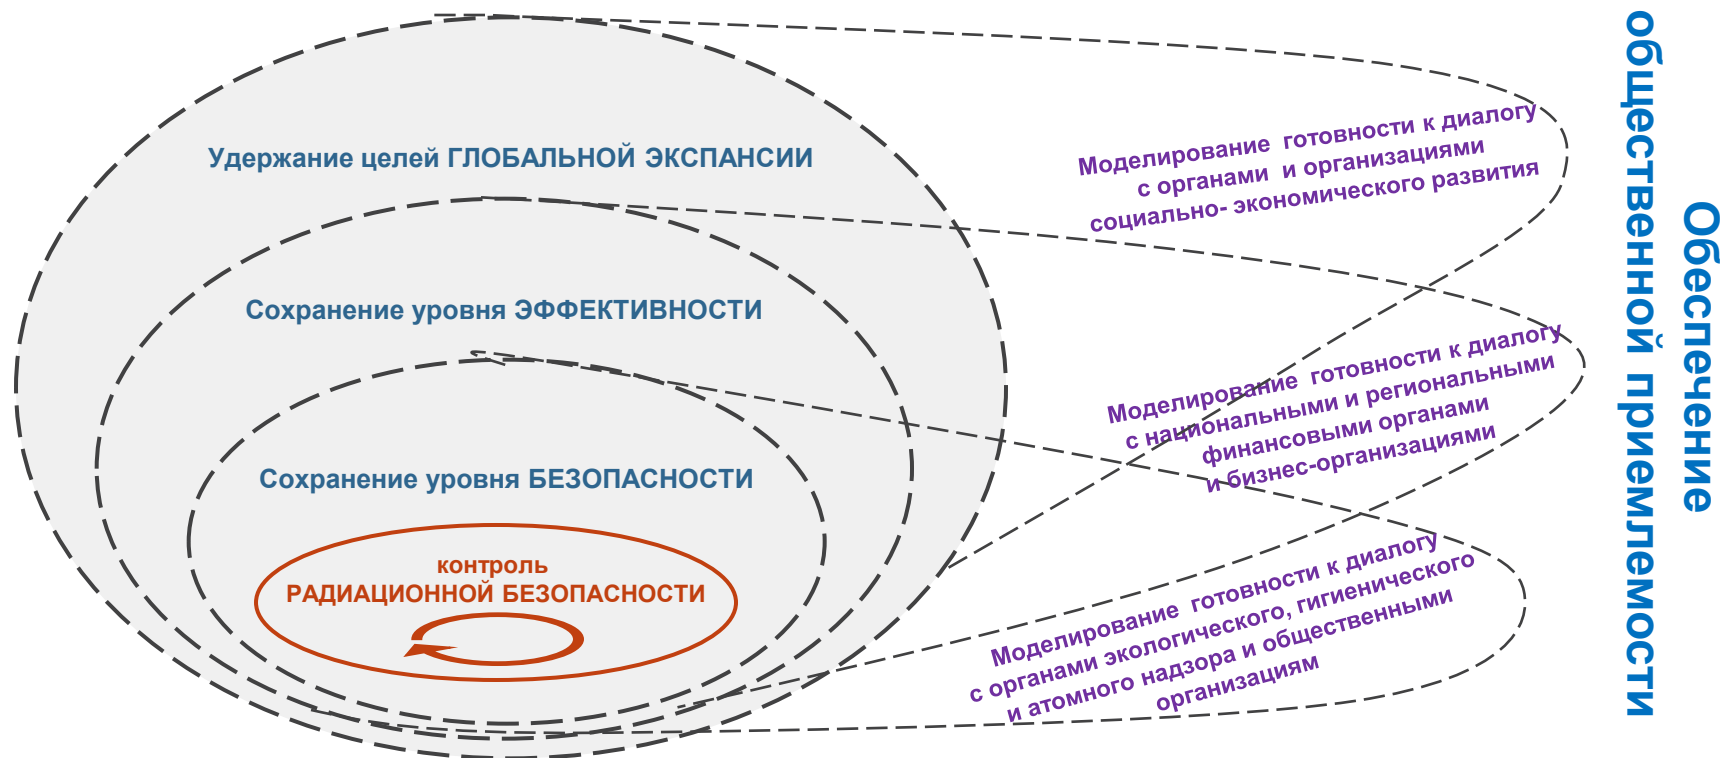 Удержание целей ГЛОБАЛЬНОЙ ЭКСПАНСИИ
Сохранение уровня ЭФФЕКТИВНОСТИ
Сохранение уровня БЕЗОПАСНОСТИ
контроль
РАДИАЦИОННОЙ БЕЗОПАСНОСТИ
Моделирование готовности к диалогу
с органами и организациями
социально- экономического развития
Моделирование готовности к диалогу
с национальными и региональными
финансовыми органами
и бизнес-организациями
Моделирование готовности к диалогу
с органами экологического, гигиенического
и атомного надзора и общественными
организациям
Обеспечение
общественной приемлемости